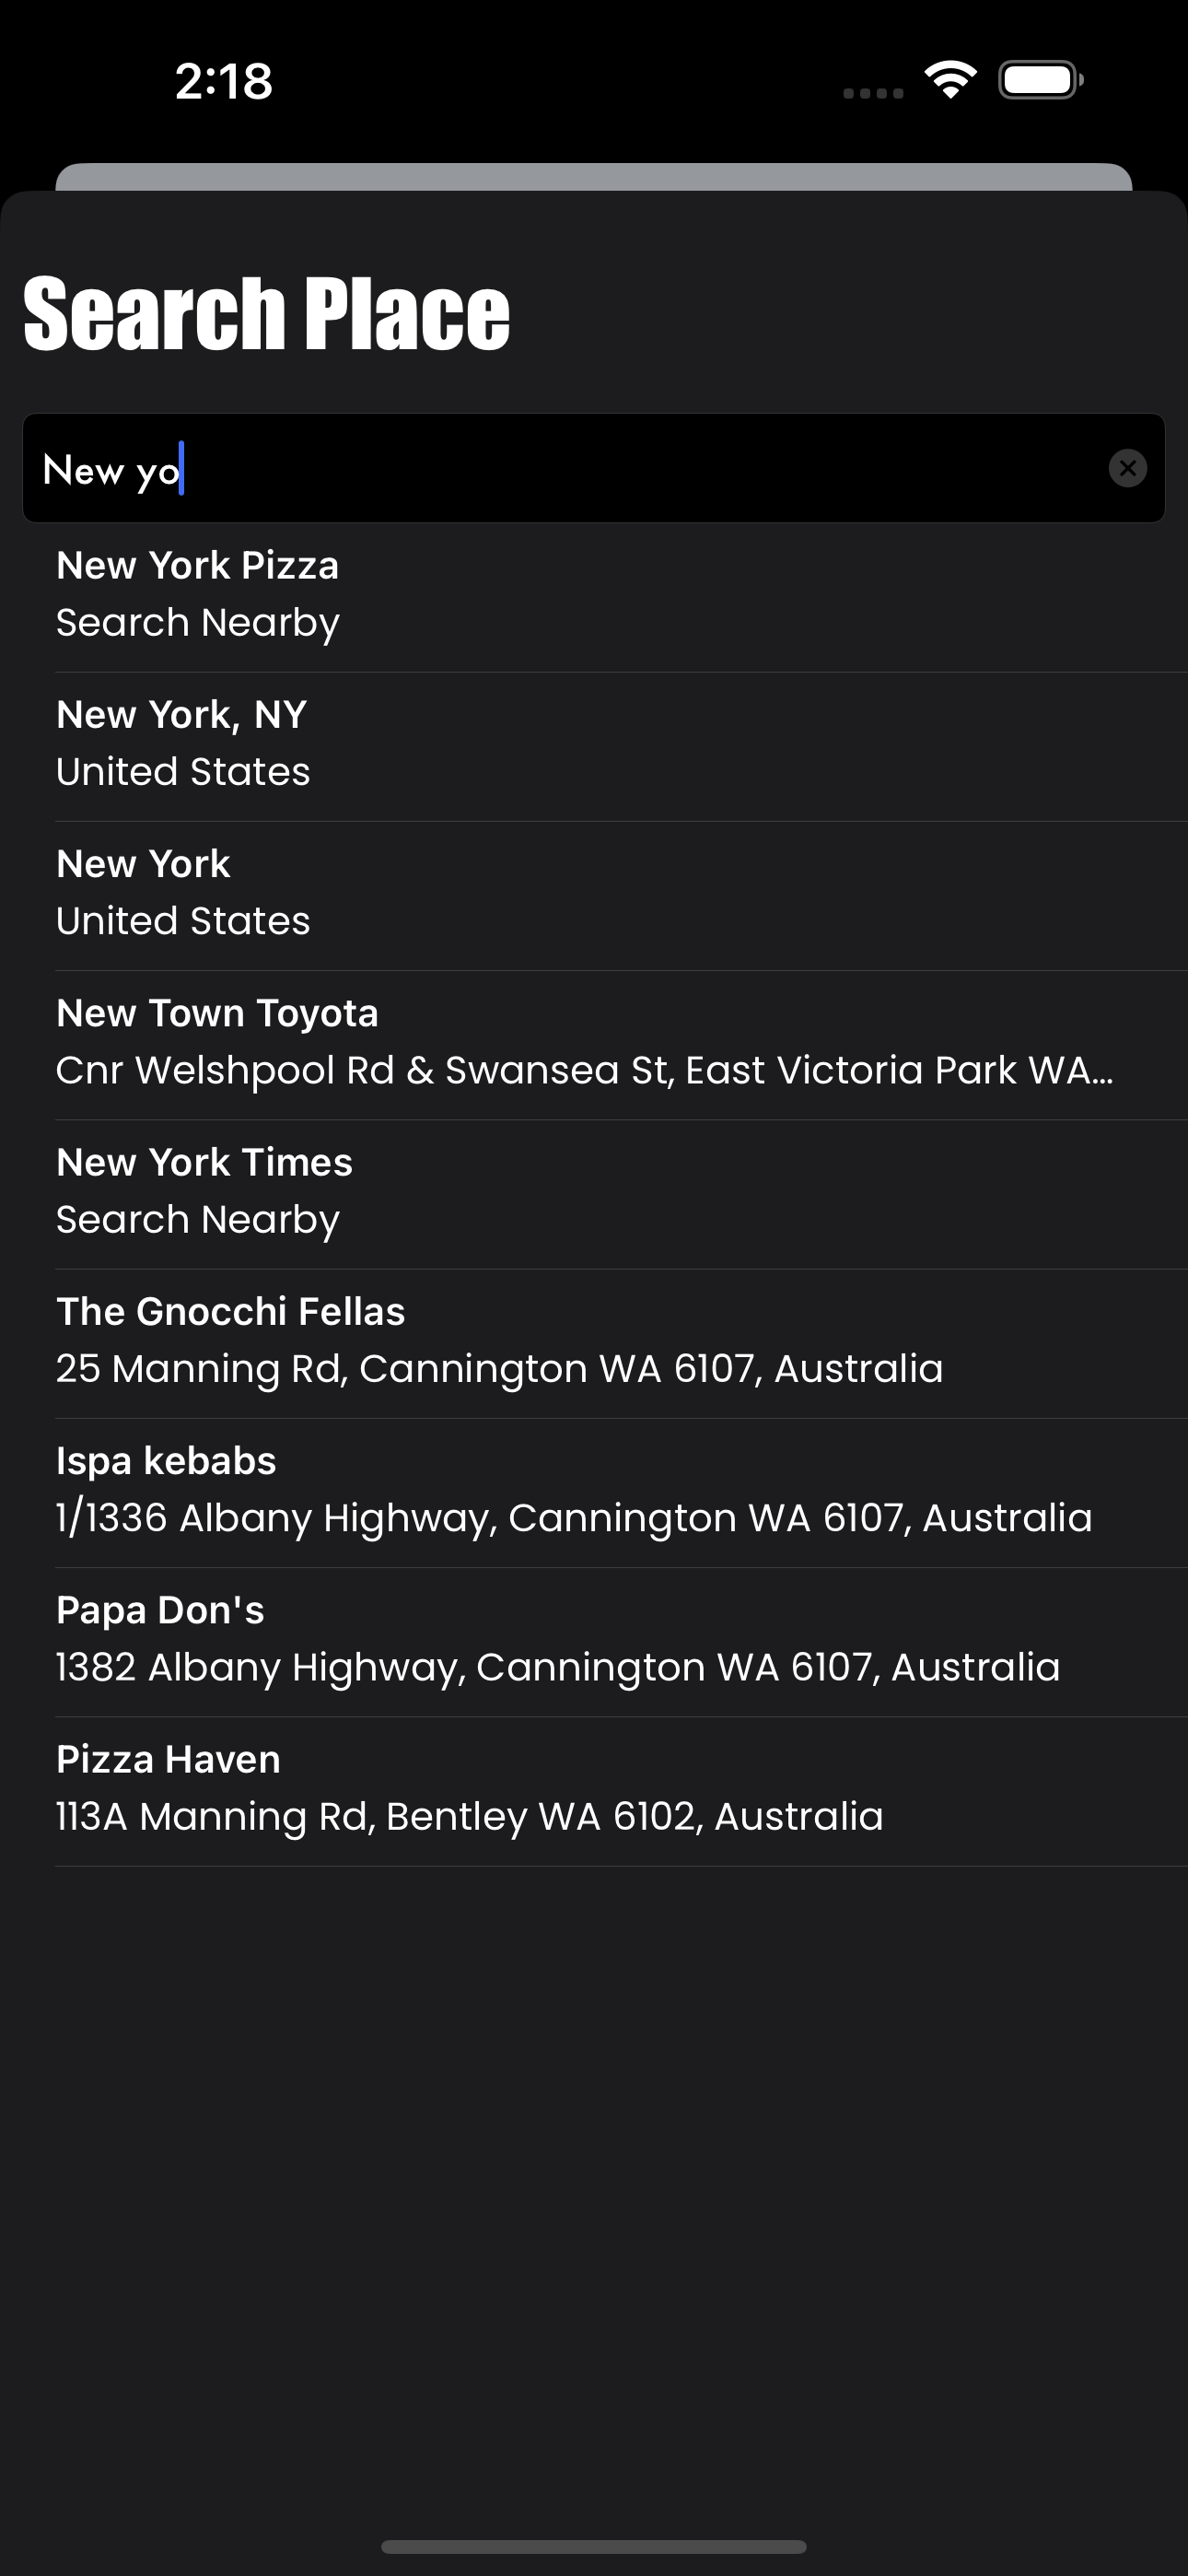 2:18
Search Place
New yo
New York Pizza
Search Nearby
New York, NY
United States
New York
United States
New Town Toyota
Cnr Welshpool Rd & Swansea St, East Victoria Park WA...
New York Times
Search Nearby
The Gnocchi Fellas
25 Manning Rd, Cannington WA 6107, Australia
Ispa kebabs
1/1336 Albany Highway, Cannington WA 6107, Australia
Papa Don's
1382 Albany Highway, Cannington WA 6107, Australia
Pizza Haven
113A Manning Rd, Bentley WA 6102, Australia